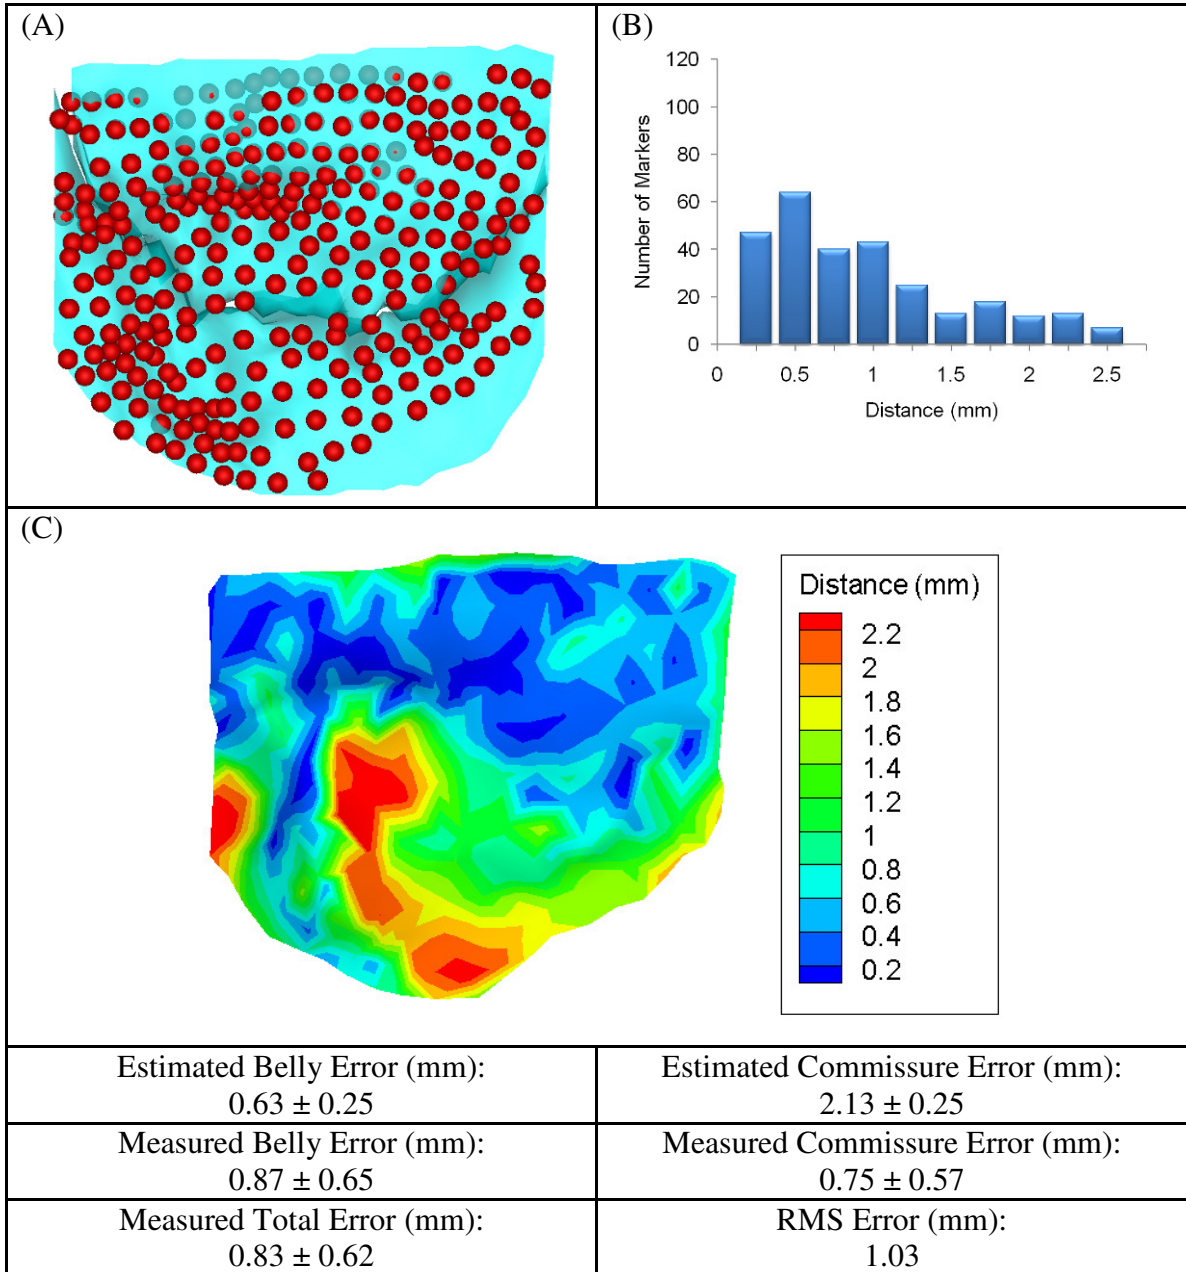 (A)
(B)
120
100
80
60
40
20
0
Number of Markers
0 0.5 1 1.5 2 2.5
Distance (mm)
(C)
Distance (mm)
2.2
2
1.8
1.6
1.4
1.2
1
0.8
0.6
0.4
0.2
Estimated Belly Error (mm):
0.63 ± 0.25
Estimated Commissure Error (mm):
2.13 ± 0.25
Measured Belly Error (mm):
0.87 ± 0.65
Measured Commissure Error (mm):
0.75 ± 0.57
Measured Total Error (mm):
0.83 ± 0.62
RMS Error (mm):
1.03